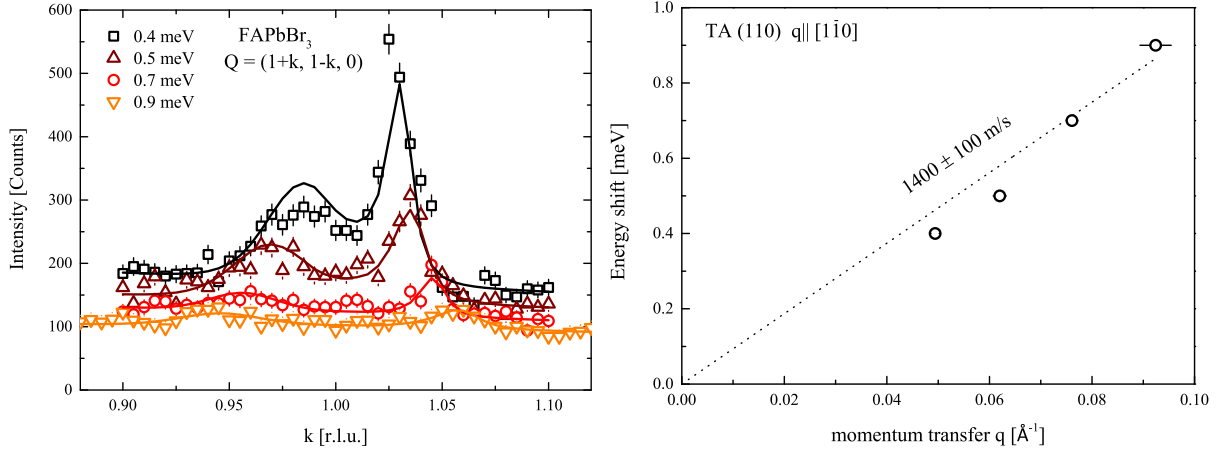 600
500
400
300
200
100
0
Intensity [Counts]
0.4 meV
0.5 meV
0.7 meV
0.9 meV
FAPbBr₃
Q = (1+k, 1-k, 0)
0.90
0.95
1.00
1.05
1.10
k [r.l.u.]
1.0
0.8
0.6
0.4
0.2
0.0
Energy shift [meV]
TA (110) q|| [11̄0]
1400 ± 100 m/s
0.00
0.02
0.04
0.06
0.08
0.10
momentum transfer q [Å⁻¹]